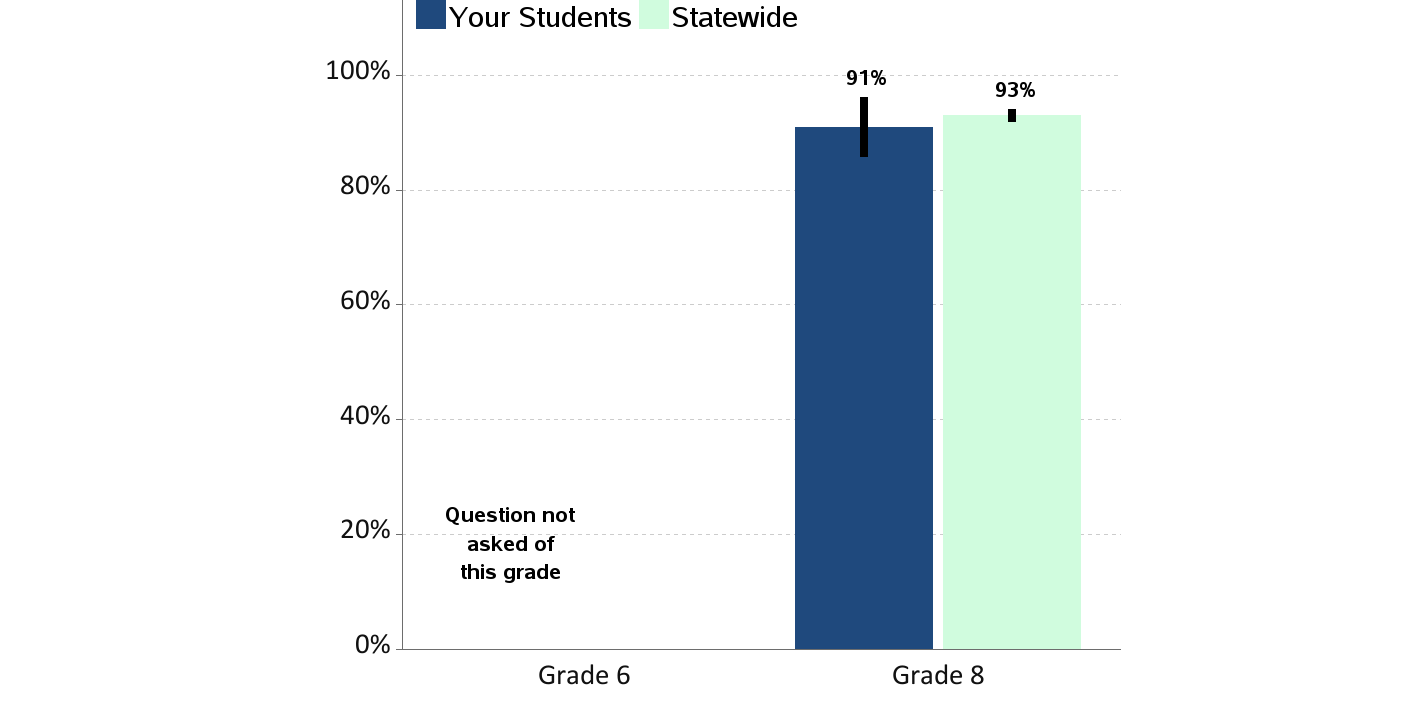 Your Students Statewide
100%
91%
93%
80%
60%
40%
Question not
20%
asked of
this grade
0%
Grade 6
Grade 8